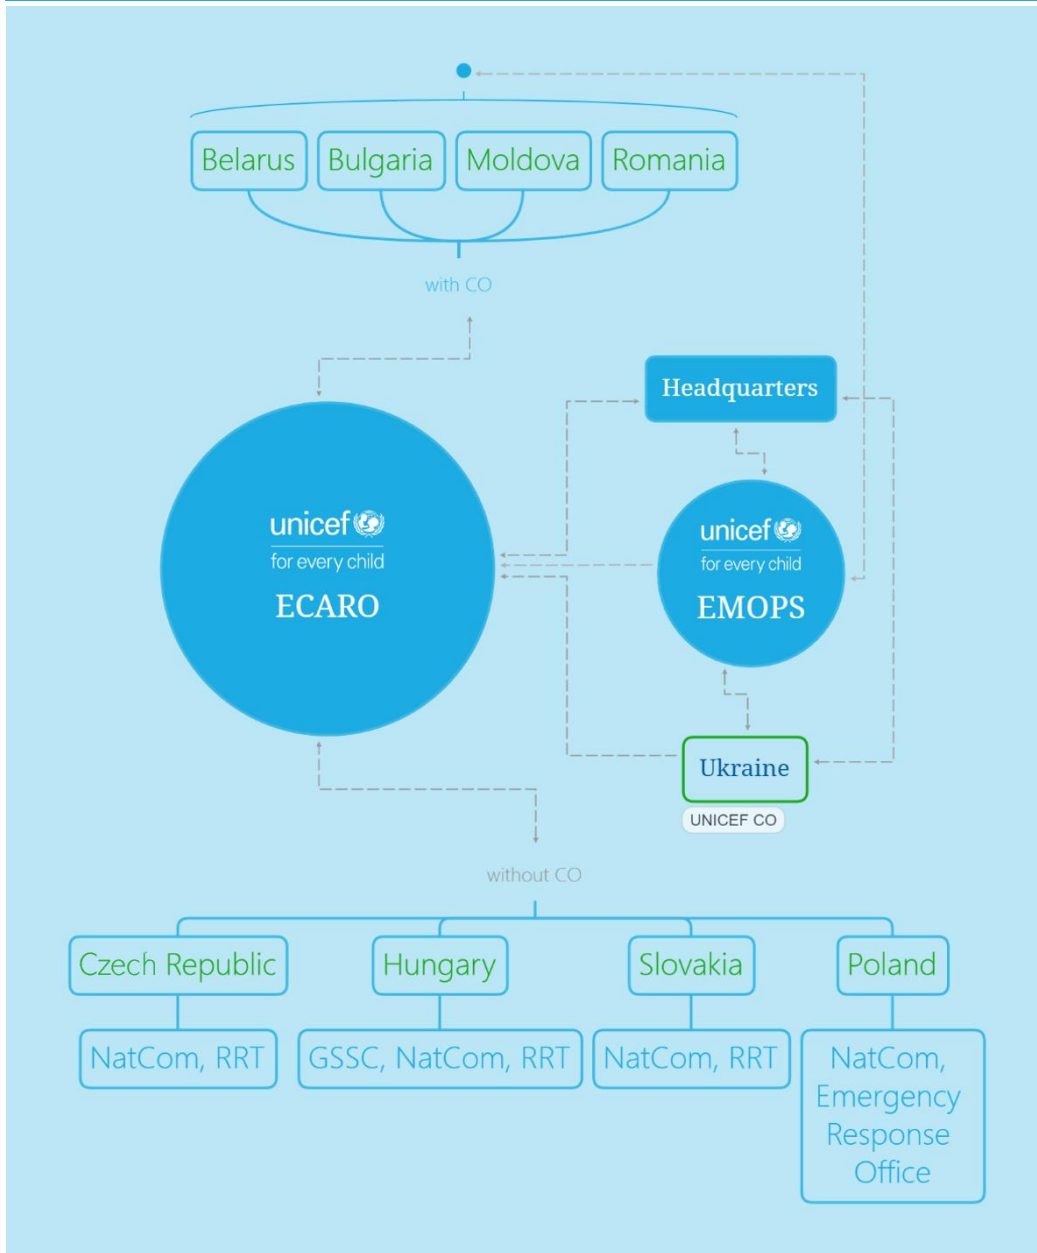 Belarus
Bulgaria
Moldova
Romania
with CO
Headquarters
unicef
for every child
ECARO
unicef
for every child
EMOPS
Ukraine
UNICEF CO
without CO
Czech Republic
Hungary
Slovakia
Poland
NatCom, RRT
GSSC, NatCom, RRT
NatCom, RRT
NatCom,
Emergency
Response
Office